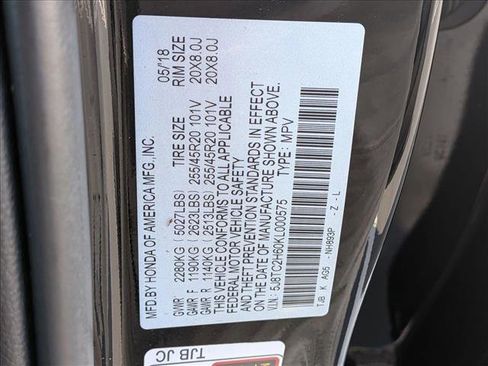 MFD.BY HONDA OF AMERICA MFG.,INC. 05/'18
TIRE SIZE RIM SIZE
GVWR 2280KG (5027LBS)
GAWR F 1190KG (2623LBS) 255/45R20 101V 20X8.0J
GAWR R 1140KG (2513LBS) 255/45R20 101V 20X8.0J
THIS VEHICLE CONFORMS TO ALL APPLICABLE
FEDERAL MOTOR VEHICLE SAFETY
AND THEFT PREVENTION STANDARDS IN EFFECT
ON THE DATE OF MANUFACTURE SHOWN ABOVE.
V.I.N.: 5J8TC2H60KL000575 TYPE: MPV
TJB K AG5 NH893P - Z - L
TJB JC